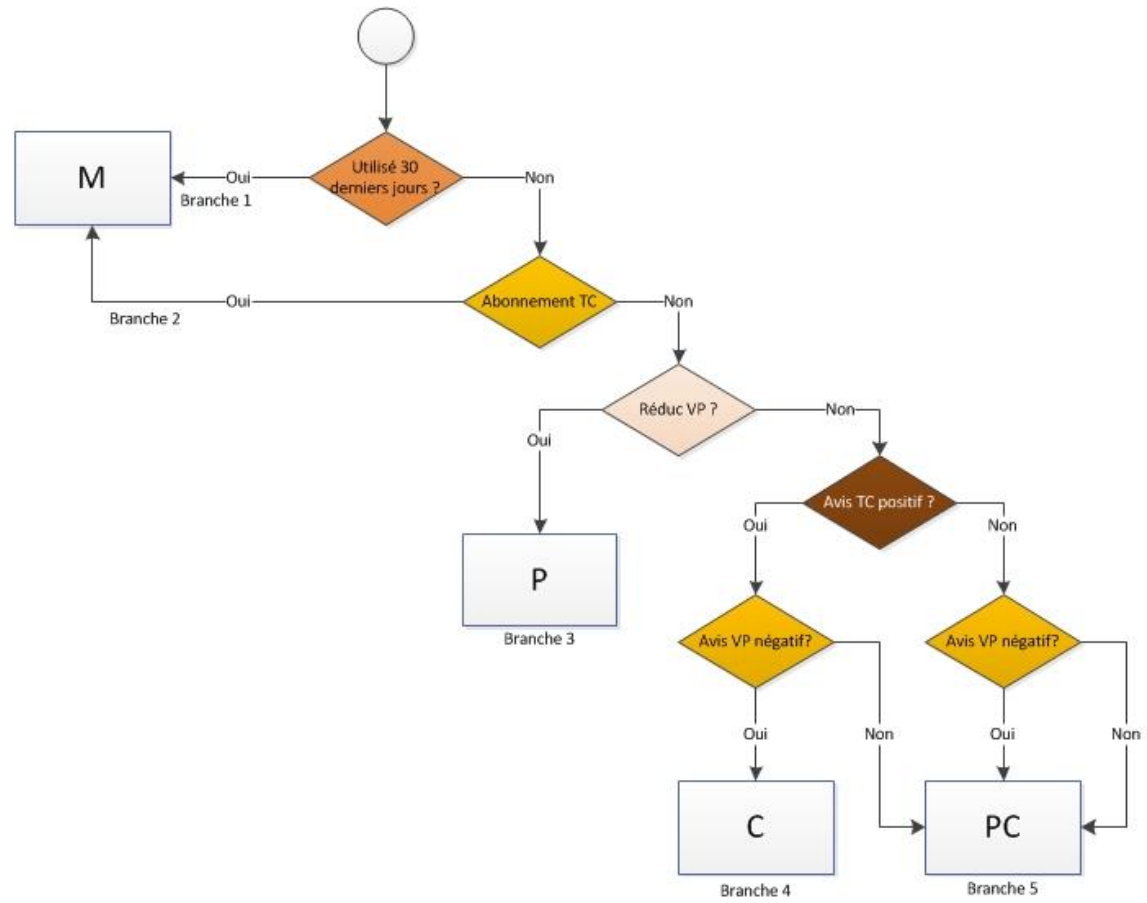 Utilisé 30
derniers jours ?
M
Oui
Non
Branche 1
Abonnement TC
Oui
Non
Branche 2
Réduc VP ?
Oui
Non
Avis TC positif ?
Oui
Non
P
Branche 3
Avis VP négatif?
Avis VP négatif?
Oui
Non
Oui
Non
C
PC
Branche 4
Branche 5